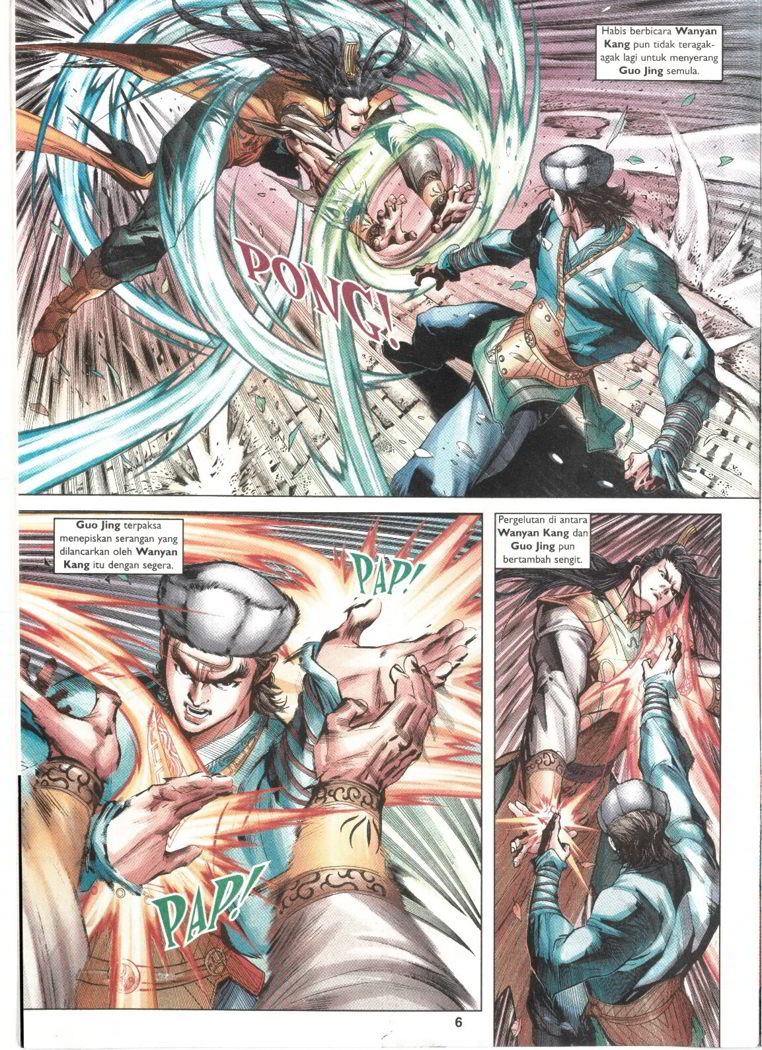 Habis berbicara Wanyan
Kang pun tidak teragak-
agak lagi untuk menyerang
Guo Jing semula.
PONG!
Guo Jing terpaksa
menepiskan serangan yang
dilancarkan oleh Wanyan
Kang itu dengan segera.
PAP!
PAP!
Pergelutan di antara
Wanyan Kang dan
Guo Jing pun
bertambah sengit.
6